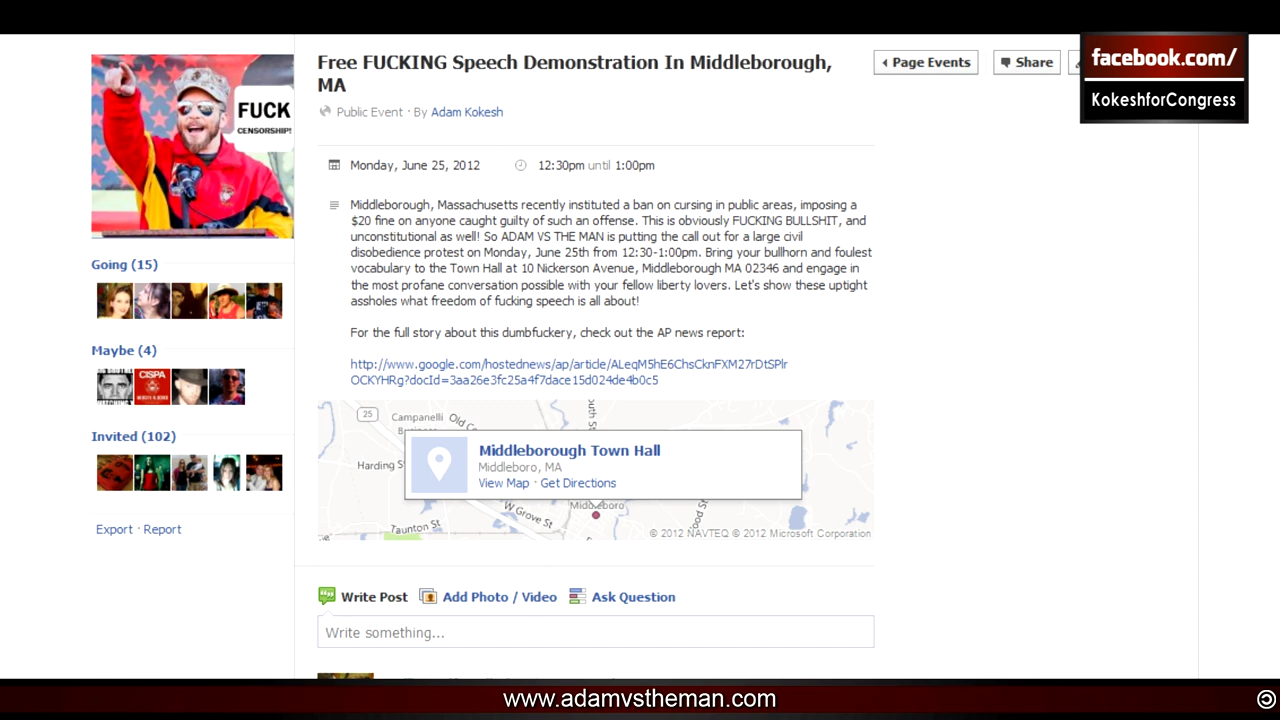 facebook.com/
KokeshforCongress
Free FUCKING Speech Demonstration In Middleborough,
MA
Page Events
Share
Public Event · By Adam Kokesh
FUCK
CENSORSHIP!
Monday, June 25, 2012
12:30pm until 1:00pm
Middleborough, Massachusetts recently instituted a ban on cursing in public areas, imposing a
$20 fine on anyone caught guilty of such an offense. This is obviously FUCKING BULLSHIT, and
unconstitutional as well! So ADAM VS THE MAN is putting the call out for a large civil
disobedience protest on Monday, June 25th from 12:30-1:00pm. Bring your bullhorn and foulest
vocabulary to the Town Hall at 10 Nickerson Avenue, Middleborough MA 02346 and engage in
the most profane conversation possible with your fellow liberty lovers. Let's show these uptight
assholes what freedom of fucking speech is all about!
For the full story about this dumbfuckery, check out the AP news report:
http://www.google.com/hostednews/ap/article/ALeqM5hE6ChsCknFXM27rDtSPlr
OCKYHRg?docId=3aa26e3fc25a4f7dace15d024de4b0c5
Going (15)
Maybe (4)
CISPA
Invited (102)
Export · Report
25
Campanelli
Old
Harding St
Middleborough Town Hall
Middleboro, MA
View Map · Get Directions
Middleboro
W Grove St
Taunton St
© 2012 NAVTEQ © 2012 Microsoft Corporation
Write Post
Add Photo / Video
Ask Question
Write something...
www.adamvstheman.com